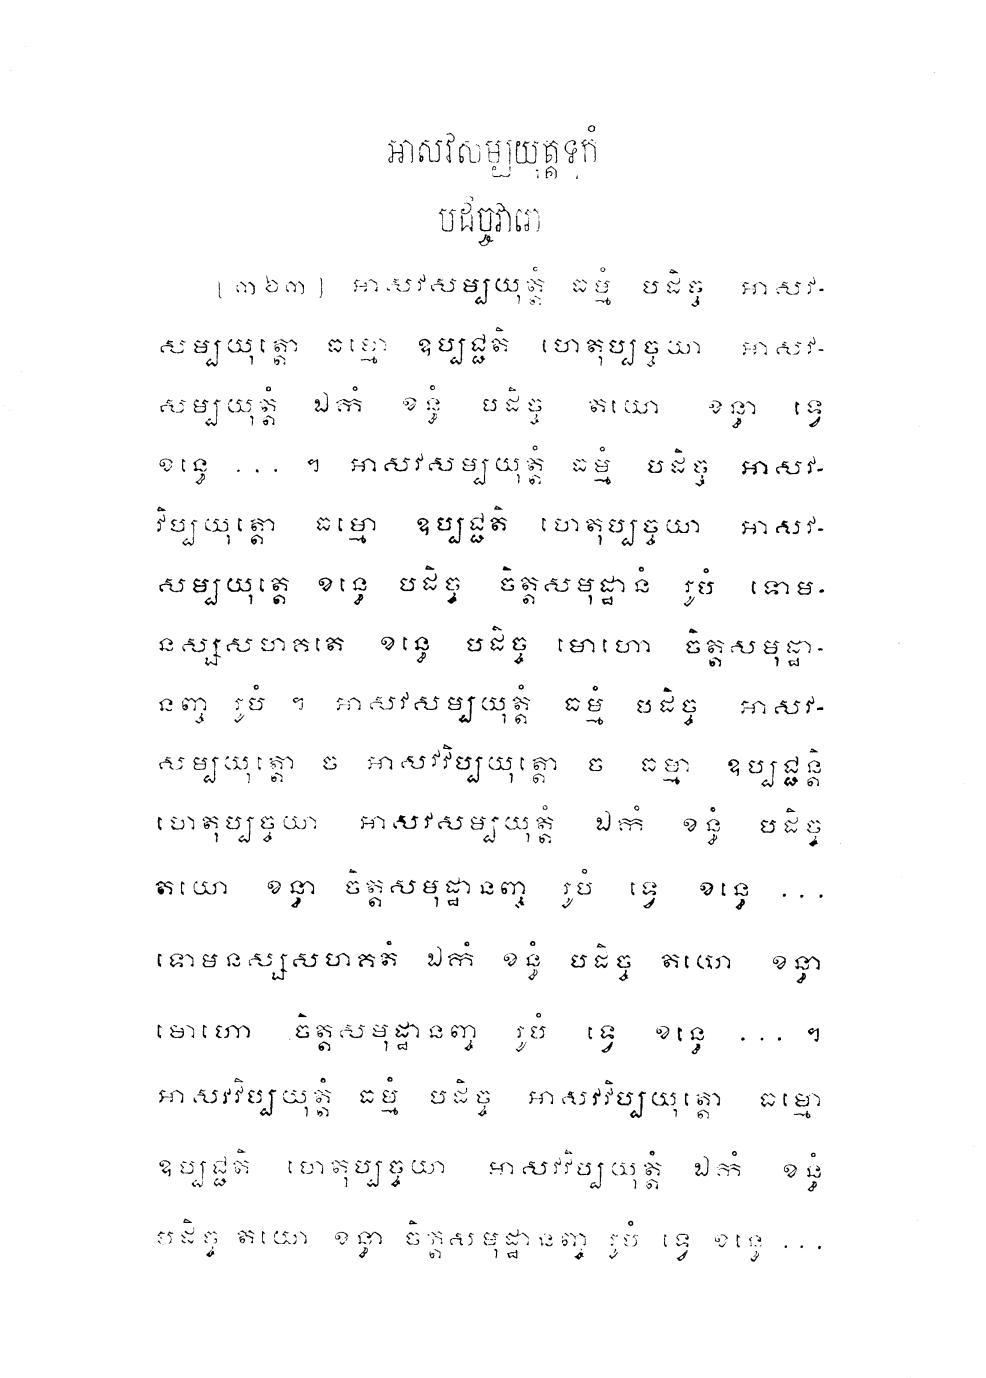 អាសវសម្បយុត្តទុកំ
បដិច្ចវារោ
[៣២៣] អាសវសម្បយុត្តំ ធម្មំ បដិច្ច អាសវ-
សម្បយុត្តោ ធម្មោ ឧប្បជ្ជតិ ហេតុប្បច្ចយា អាសវ-
សម្បយុត្តំ ឯកំ ខន្ធំ បដិច្ច តយោ ខន្ធា ទ្វេ
ខន្ធេ ... ។ អាសវសម្បយុត្តំ ធម្មំ បដិច្ច អាសវ-
វិប្បយុត្តោ ធម្មោ ឧប្បជ្ជតិ ហេតុប្បច្ចយា អាសវ-
សម្បយុត្តេ ខន្ធេ បដិច្ច ចិត្តសមុដ្ឋានំ រូបំ ទោម-
នស្សសហគតេ ខន្ធេ បដិច្ច មោហោ ចិត្តសមុដ្ឋា-
នញ្ច រូបំ ។ អាសវសម្បយុត្តំ ធម្មំ បដិច្ច អាសវ-
សម្បយុត្តោ ច អាសវវិប្បយុត្តោ ច ធម្មា ឧប្បជ្ជន្តិ
ហេតុប្បច្ចយា អាសវសម្បយុត្តំ ឯកំ ខន្ធំ បដិច្ច
តយោ ខន្ធា ចិត្តសមុដ្ឋានញ្ច រូបំ ទ្វេ ខន្ធេ ...
ទោមនស្សសហគតំ ឯកំ ខន្ធំ បដិច្ច តយោ ខន្ធា
មោហោ ចិត្តសមុដ្ឋានញ្ច រូបំ ទ្វេ ខន្ធេ ... ។
អាសវវិប្បយុត្តំ ធម្មំ បដិច្ច អាសវវិប្បយុត្តោ ធម្មោ
ឧប្បជ្ជតិ ហេតុប្បច្ចយា អាសវវិប្បយុត្តំ ឯកំ ខន្ធំ
បដិច្ច តយោ ខន្ធា ចិត្តសមុដ្ឋានញ្ច រូបំ ទ្វេ ខន្ធេ ...